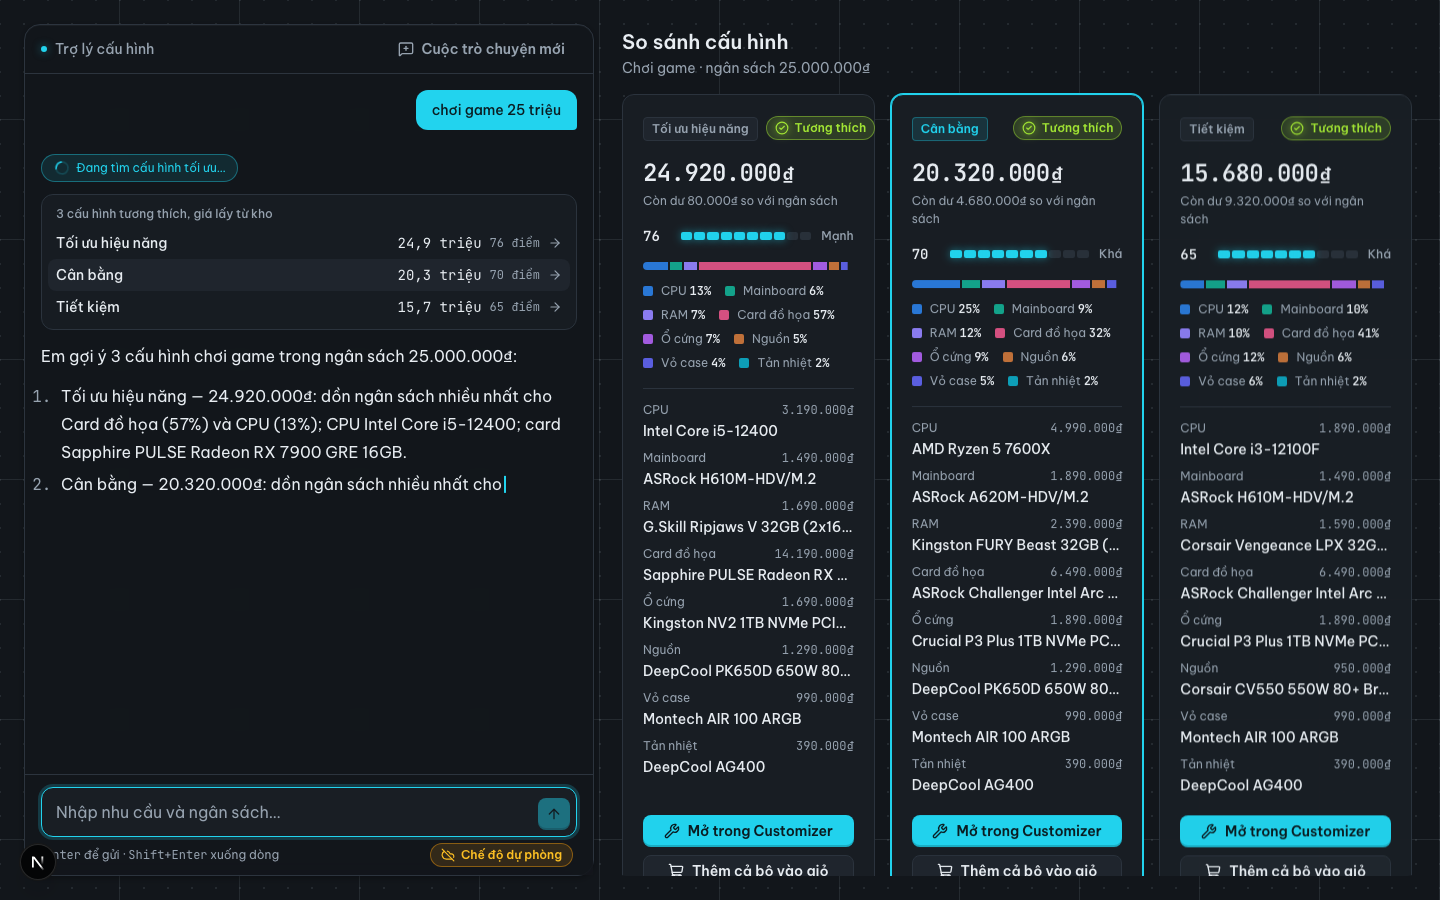 Trợ lý cấu hình
Cuộc trò chuyện mới
chơi game 25 triệu
Đang tìm cấu hình tối ưu...
3 cấu hình tương thích, giá lấy từ kho
Tối ưu hiệu năng 24,9 triệu 76 điểm →
Cân bằng 20,3 triệu 70 điểm →
Tiết kiệm 15,7 triệu 65 điểm →
Em gợi ý 3 cấu hình chơi game trong ngân sách 25.000.000₫:
1. Tối ưu hiệu năng — 24.920.000₫: dồn ngân sách nhiều nhất cho
Card đồ họa (57%) và CPU (13%); CPU Intel Core i5-12400; card
Sapphire PULSE Radeon RX 7900 GRE 16GB.
2. Cân bằng — 20.320.000₫: dồn ngân sách nhiều nhất cho
Nhập nhu cầu và ngân sách...
nter để gửi · Shift+Enter xuống dòng
Chế độ dự phòng
N
So sánh cấu hình
Chơi game · ngân sách 25.000.000₫
Tối ưu hiệu năng
Tương thích
24.920.000₫
Còn dư 80.000₫ so với ngân sách
76 Mạnh
CPU 13% Mainboard 6%
RAM 7% Card đồ họa 57%
Ổ cứng 7% Nguồn 5%
Vỏ case 4% Tản nhiệt 2%
CPU 3.190.000₫
Intel Core i5-12400
Mainboard 1.490.000₫
ASRock H610M-HDV/M.2
RAM 1.690.000₫
G.Skill Ripjaws V 32GB (2x16...
Card đồ họa 14.190.000₫
Sapphire PULSE Radeon RX ...
Ổ cứng 1.690.000₫
Kingston NV2 1TB NVMe PCI...
Nguồn 1.290.000₫
DeepCool PK650D 650W 80...
Vỏ case 990.000₫
Montech AIR 100 ARGB
Tản nhiệt 390.000₫
DeepCool AG400
Mở trong Customizer
Thêm cả bộ vào giỏ
Cân bằng
Tương thích
20.320.000₫
Còn dư 4.680.000₫ so với ngân
sách
70 Khá
CPU 25% Mainboard 9%
RAM 12% Card đồ họa 32%
Ổ cứng 9% Nguồn 6%
Vỏ case 5% Tản nhiệt 2%
CPU 4.990.000₫
AMD Ryzen 5 7600X
Mainboard 1.890.000₫
ASRock A620M-HDV/M.2
RAM 2.390.000₫
Kingston FURY Beast 32GB (...
Card đồ họa 6.490.000₫
ASRock Challenger Intel Arc ...
Ổ cứng 1.890.000₫
Crucial P3 Plus 1TB NVMe PC...
Nguồn 1.290.000₫
DeepCool PK650D 650W 80...
Vỏ case 990.000₫
Montech AIR 100 ARGB
Tản nhiệt 390.000₫
DeepCool AG400
Mở trong Customizer
Thêm cả bộ vào giỏ
Tiết kiệm
Tương thích
15.680.000₫
Còn dư 9.320.000₫ so với ngân
sách
65 Khá
CPU 12% Mainboard 10%
RAM 10% Card đồ họa 41%
Ổ cứng 12% Nguồn 6%
Vỏ case 6% Tản nhiệt 2%
CPU 1.890.000₫
Intel Core i3-12100F
Mainboard 1.490.000₫
ASRock H610M-HDV/M.2
RAM 1.590.000₫
Corsair Vengeance LPX 32G...
Card đồ họa 6.490.000₫
ASRock Challenger Intel Arc ...
Ổ cứng 1.890.000₫
Crucial P3 Plus 1TB NVMe PC...
Nguồn 950.000₫
Corsair CV550 550W 80+ Br...
Vỏ case 990.000₫
Montech AIR 100 ARGB
Tản nhiệt 390.000₫
DeepCool AG400
Mở trong Customizer
Thêm cả bộ vào giỏ